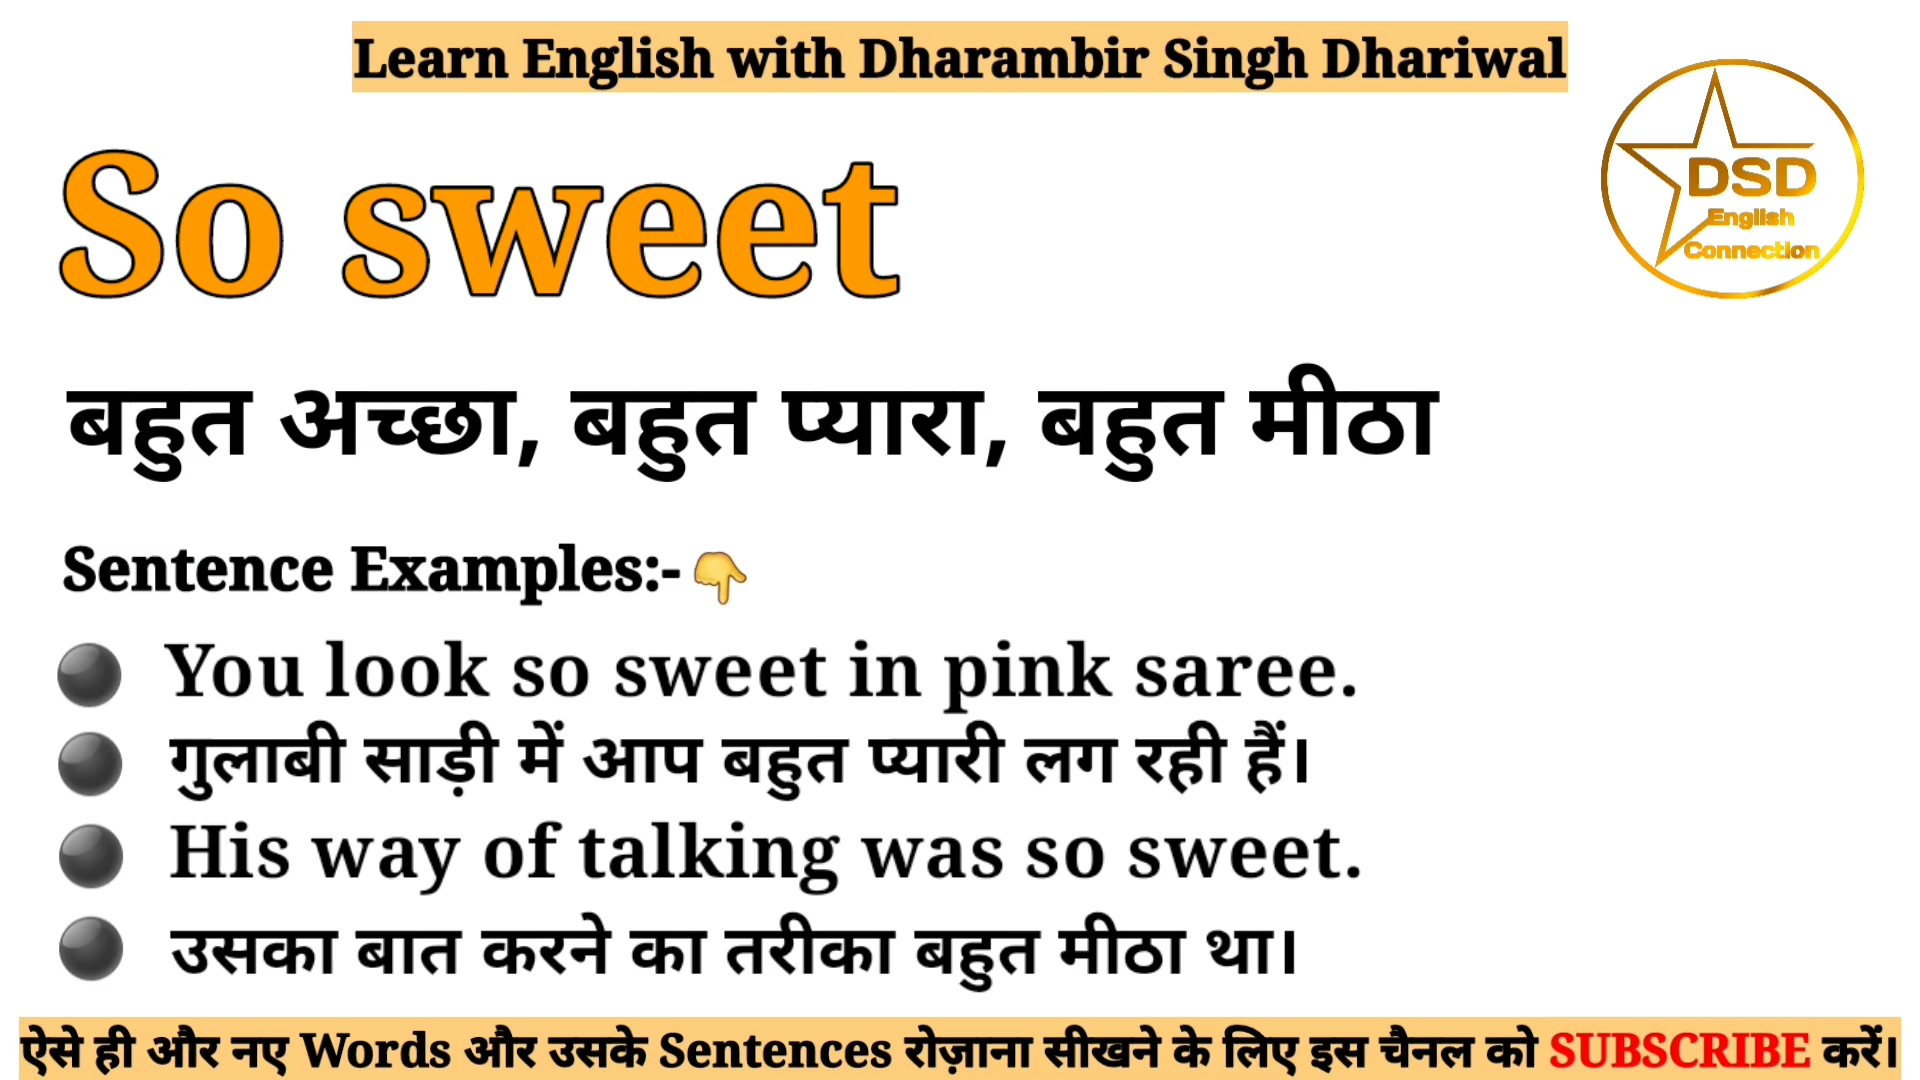 Learn English with Dharambir Singh Dhariwal
DSD
English
Connection
So sweet
बहुत अच्छा, बहुत प्यारा, बहुत मीठा
Sentence Examples:- 👇
You look so sweet in pink saree.
गुलाबी साड़ी में आप बहुत प्यारी लग रही हैं।
His way of talking was so sweet.
उसका बात करने का तरीका बहुत मीठा था।
ऐसे ही और नए Words और उसके Sentences रोज़ाना सीखने के लिए इस चैनल को SUBSCRIBE करें।